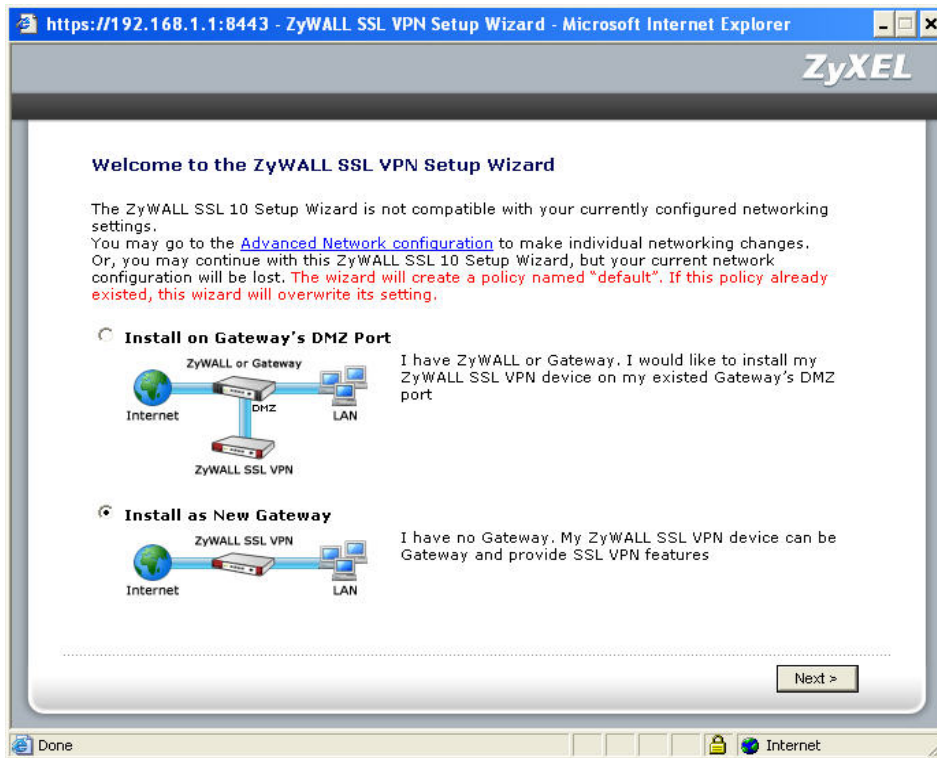 https://192.168.1.1:8443 - ZyWALL SSL VPN Setup Wizard - Microsoft Internet Explorer
ZyXEL
Welcome to the ZyWALL SSL VPN Setup Wizard
The ZyWALL SSL 10 Setup Wizard is not compatible with your currently configured networking
settings.
You may go to the Advanced Network configuration to make individual networking changes.
Or, you may continue with this ZyWALL SSL 10 Setup Wizard, but your current network
configuration will be lost. The wizard will create a policy named “default”. If this policy already
existed, this wizard will overwrite its setting.
Install on Gateway's DMZ Port
ZyWALL or Gateway
Internet
DMZ
LAN
ZyWALL SSL VPN
I have ZyWALL or Gateway. I would like to install my
ZyWALL SSL VPN device on my existed Gateway's DMZ
port
Install as New Gateway
ZyWALL SSL VPN
Internet
LAN
I have no Gateway. My ZyWALL SSL VPN device can be
Gateway and provide SSL VPN features
Next >
Done
Internet